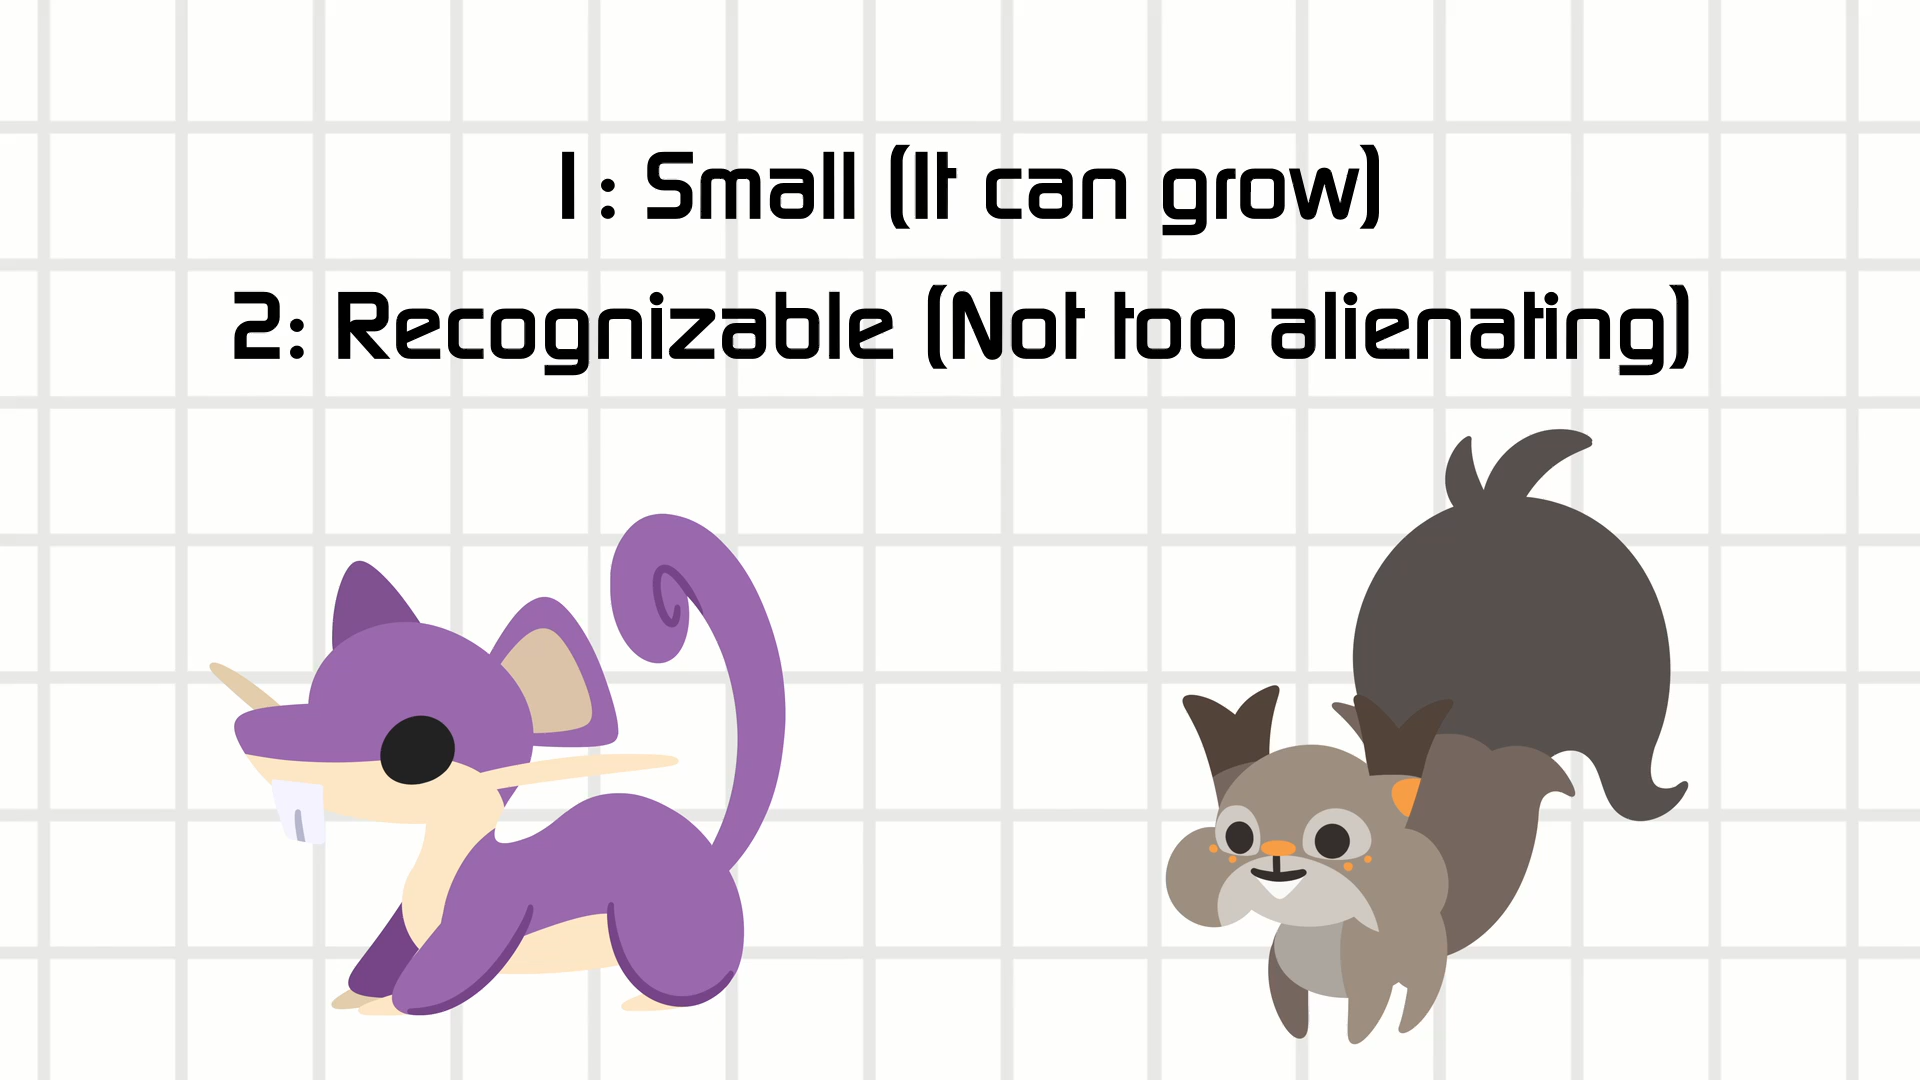 1 : Small (It can grow)
2: Recognizable (Not too alienating)